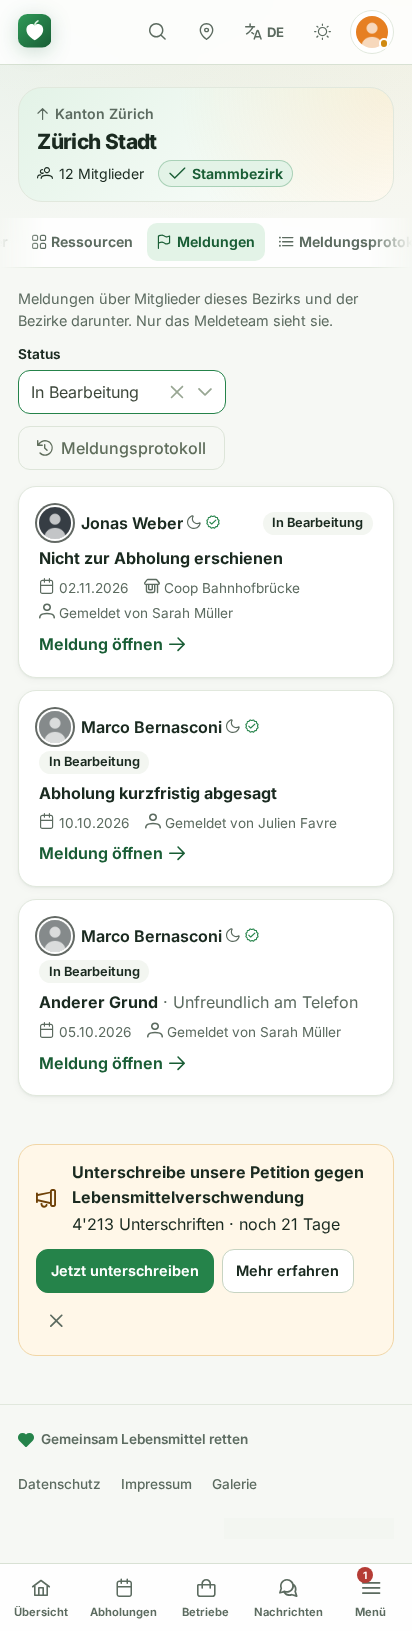 DE
Kanton Zürich
Zürich Stadt
12 Mitglieder
Stammbezirk
Ressourcen
Meldungen
Meldungsprotok
Meldungen über Mitglieder dieses Bezirks und der
Bezirke darunter. Nur das Meldeteam sieht sie.
Status
In Bearbeitung
Meldungsprotokoll
Jonas Weber
In Bearbeitung
Nicht zur Abholung erschienen
02.11.2026
Coop Bahnhofbrücke
Gemeldet von Sarah Müller
Meldung öffnen
Marco Bernasconi
In Bearbeitung
Abholung kurzfristig abgesagt
10.10.2026
Gemeldet von Julien Favre
Meldung öffnen
Marco Bernasconi
In Bearbeitung
Anderer Grund · Unfreundlich am Telefon
05.10.2026
Gemeldet von Sarah Müller
Meldung öffnen
Unterschreibe unsere Petition gegen
Lebensmittelverschwendung
4'213 Unterschriften · noch 21 Tage
Jetzt unterschreiben
Mehr erfahren
Gemeinsam Lebensmittel retten
Datenschutz
Impressum
Galerie
1
Übersicht
Abholungen
Betriebe
Nachrichten
Menü